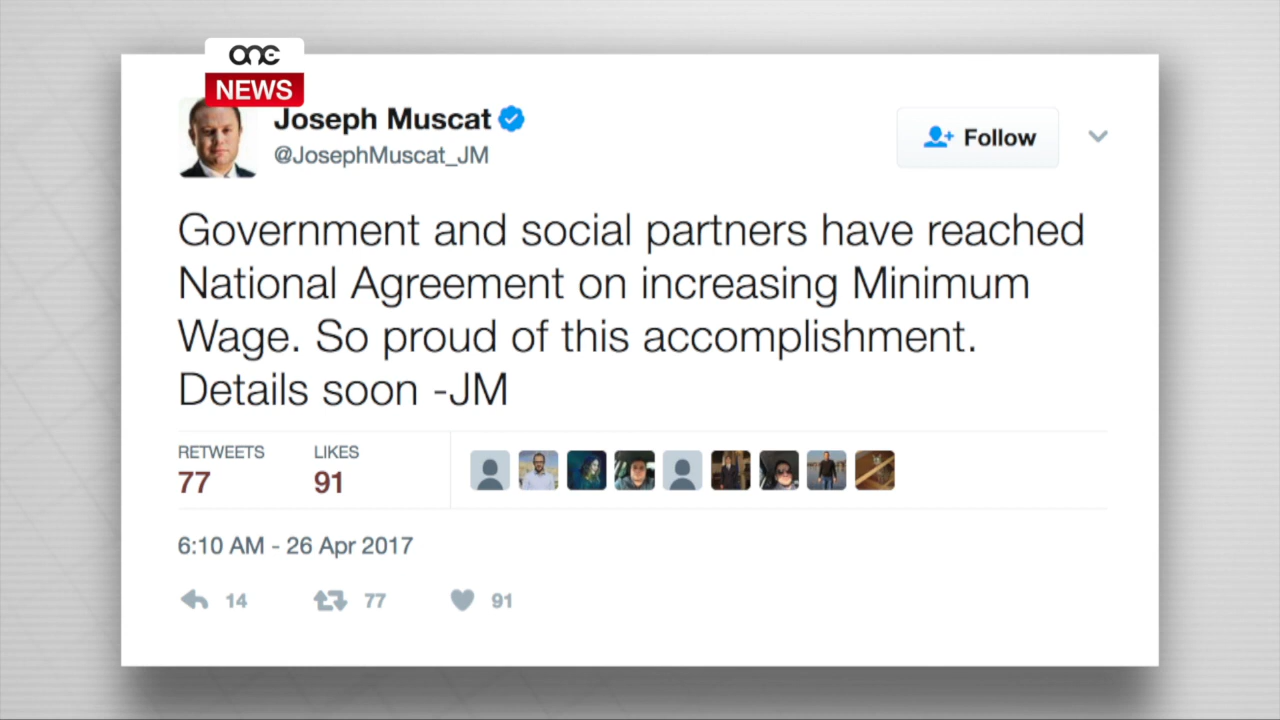 one
NEWS
Joseph Muscat
@JosephMuscat_JM
Follow
Government and social partners have reached
National Agreement on increasing Minimum
Wage. So proud of this accomplishment.
Details soon -JM
RETWEETS LIKES
77 91
6:10 AM - 26 Apr 2017
14 77 91